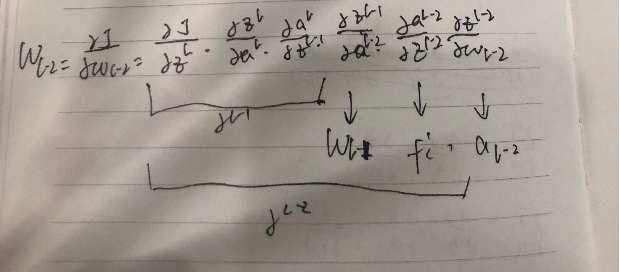 W_{L-2} = \frac{\partial J}{\partial w_{L-2}} = \frac{\partial J}{\partial z^{L}} \cdot \frac{\partial z^{L}}{\partial a^{L}} \cdot \frac{\partial a^{L}}{\partial z^{L-1}} \frac{\partial z^{L-1}}{\partial a^{L-2}} \cdot \frac{\partial a^{L-2}}{\partial z^{L-2}} \frac{\partial z^{L-2}}{\partial w_{L-2}}
δ^{L-1}
W_{L-1} f' \cdot a_{L-2}
δ^{L-2}